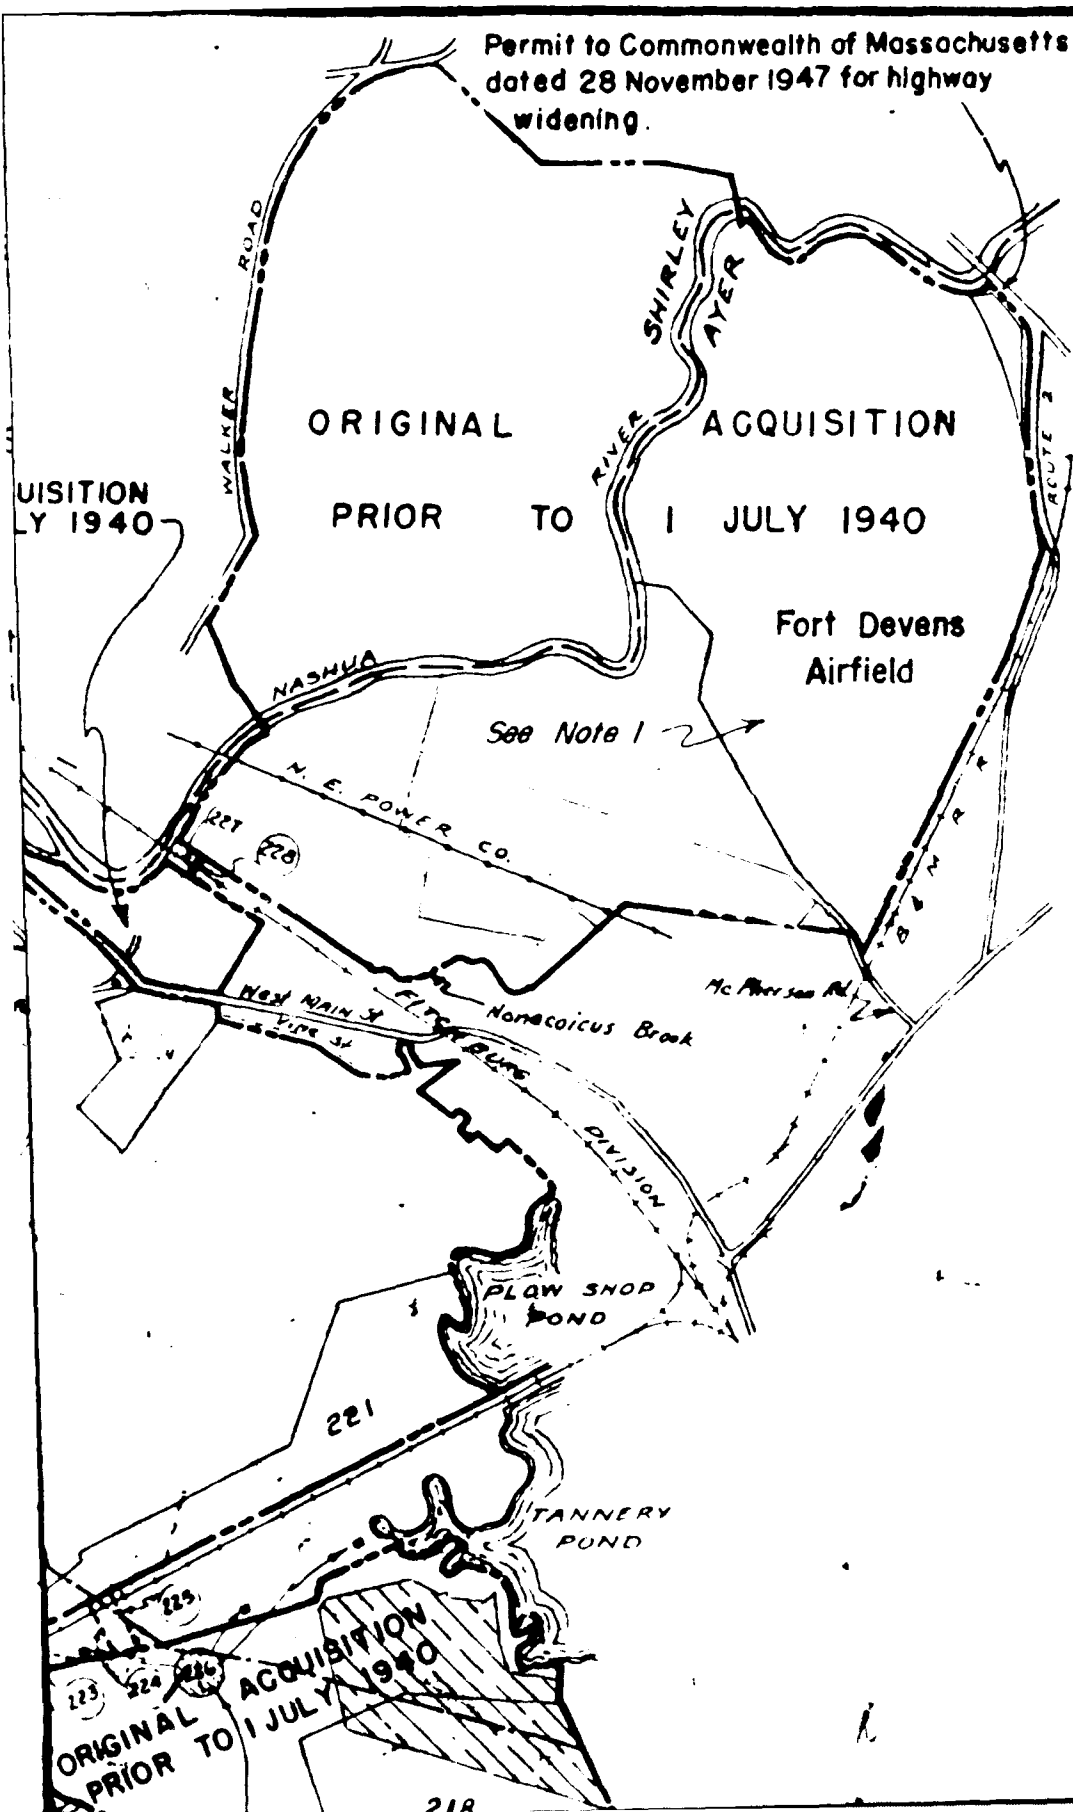 Permit to Commonwealth of Massachusetts
dated 28 November 1947 for highway
widening.
WALKER ROAD
SHIRLEY
AYER
ORIGINAL ACQUISITION
PRIOR TO 1 JULY 1940
ROUTE 2
UISITION
LY 1940
NASHUA RIVER
Fort Devens
Airfield
See Note 1
N. E. POWER CO.
B & M R R
227
228
West MAIN St
Vine St
FITCHBURG DIVISION
Nonacoicus Brook
Mc Pherson Rd.
PLOW SHOP
POND
221
TANNERY
POND
225
223
224
226
ORIGINAL ACQUISITION
PRIOR TO 1 JULY 1940
218